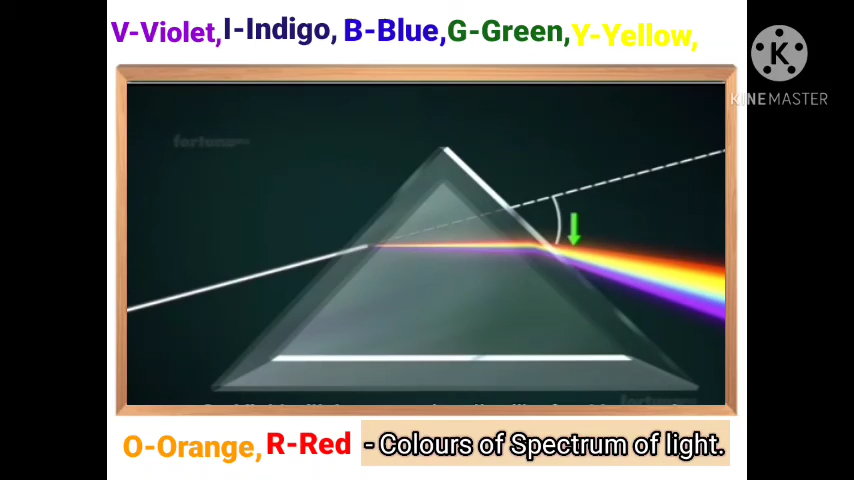 V-Violet, I-Indigo, B-Blue, G-Green, Y-Yellow,
KINEMASTER
O-Orange, R-Red - Colours of Spectrum of light.